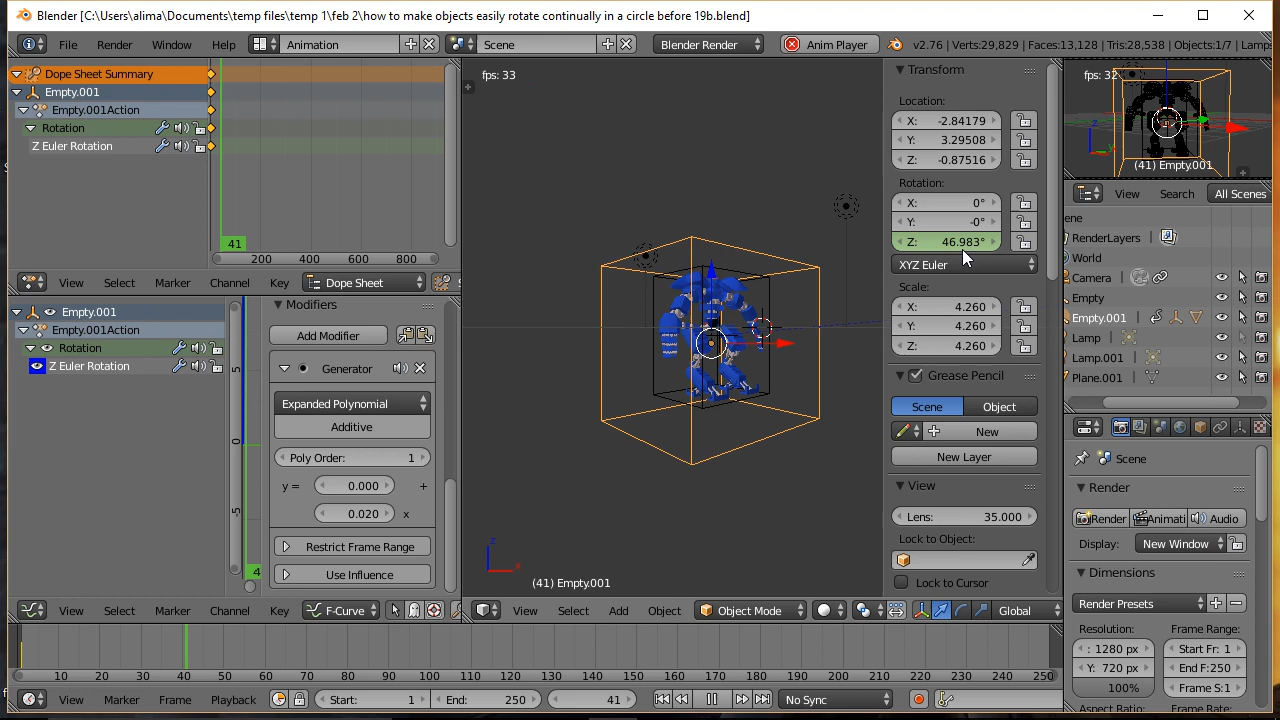 Blender [C:\Users\alima\Documents\temp files\temp 1\feb 2\how to make objects easily rotate continually in a circle before 19b.blend]
File Render Window Help Animation Scene Blender Render Anim Player v2.76 | Verts:29,829 | Faces:13,128 | Tris:28,538 | Objects:1/7 | Lamps
Dope Sheet Summary
Empty.001
Empty.001Action
Rotation
Z Euler Rotation
41
200 400 600 800
View Select Marker Channel Key Dope Sheet
Empty.001
Empty.001Action
Rotation
Z Euler Rotation
5
0
-5
4
Modifiers
Add Modifier
Generator
Expanded Polynomial
Additive
Poly Order: 1
y = 0.000 +
0.020 x
Restrict Frame Range
Use Influence
View Select Marker Channel Key F-Curve
fps: 33
z
x
(41) Empty.001
View Select Add Object Object Mode Global
Transform
Location:
X: -2.84179
Y: 3.29508
Z: -0.87516
Rotation:
X: 0°
Y: -0°
Z: 46.983°
XYZ Euler
Scale:
X: 4.260
Y: 4.260
Z: 4.260
Grease Pencil
Scene Object
New
New Layer
View
Lens: 35.000
Lock to Object:
Lock to Cursor
fps: 32
z
y
(41) Empty.001
View Search All Scenes
ene
RenderLayers
World
Camera
Empty
Empty.001
Lamp
Lamp.001
Plane.001
Scene
Render
Render Animati Audio
Display: New Window
Dimensions
Render Presets
Resolution: Frame Range:
: 1280 px Start Fr: 1
Y: 720 px End F:250
100% Frame S:1
Aspect Ratio: Frame Rate:
10 20 30 40 50 60 70 80 90 100 110 120 130 140 150 160 170 180 190 200 210 220 230 240 250
View Marker Frame Playback Start: 1 End: 250 41 No Sync